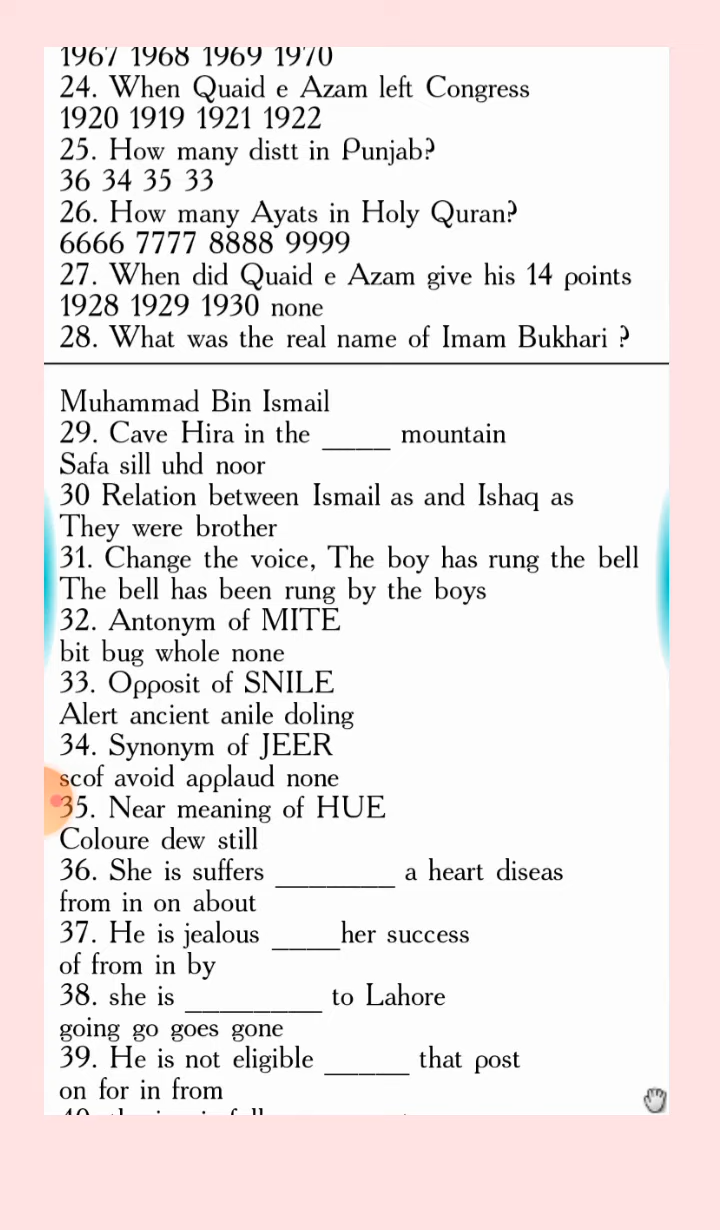 1967 1968 1969 1970
24. When Quaid e Azam left Congress
1920 1919 1921 1922
25. How many distt in Punjab?
36 34 35 33
26. How many Ayats in Holy Quran?
6666 7777 8888 9999
27. When did Quaid e Azam give his 14 points
1928 1929 1930 none
28. What was the real name of Imam Bukhari ?
Muhammad Bin Ismail
29. Cave Hira in the ____ mountain
Safa sill uhd noor
30 Relation between Ismail as and Ishaq as
They were brother
31. Change the voice, The boy has rung the bell
The bell has been rung by the boys
32. Antonym of MITE
bit bug whole none
33. Opposit of SNILE
Alert ancient anile doling
34. Synonym of JEER
scof avoid applaud none
35. Near meaning of HUE
Coloure dew still
36. She is suffers _______ a heart diseas
from in on about
37. He is jealous ____her success
of from in by
38. she is ________ to Lahore
going go goes gone
39. He is not eligible _____ that post
on for in from